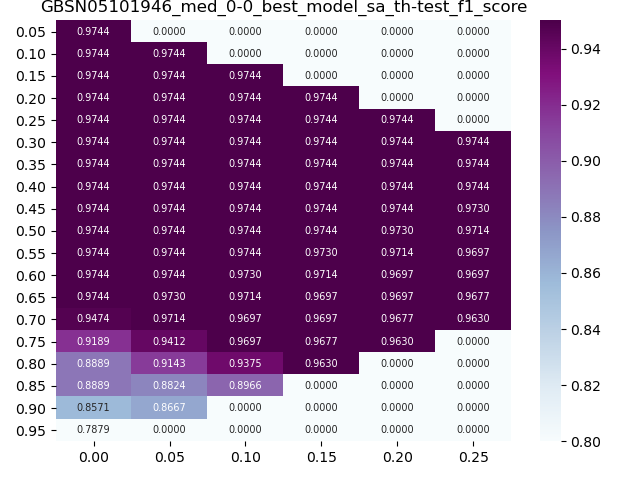 GBSN05101946_med_0-0_best_model_sa_th-test_f1_score
0.05 0.9744 0.0000 0.0000 0.0000 0.0000 0.0000
0.10 0.9744 0.9744 0.0000 0.0000 0.0000 0.0000
0.15 0.9744 0.9744 0.9744 0.0000 0.0000 0.0000
0.20 0.9744 0.9744 0.9744 0.9744 0.0000 0.0000
0.25 0.9744 0.9744 0.9744 0.9744 0.9744 0.0000
0.30 0.9744 0.9744 0.9744 0.9744 0.9744 0.9744
0.35 0.9744 0.9744 0.9744 0.9744 0.9744 0.9744
0.40 0.9744 0.9744 0.9744 0.9744 0.9744 0.9744
0.45 0.9744 0.9744 0.9744 0.9744 0.9744 0.9730
0.50 0.9744 0.9744 0.9744 0.9744 0.9730 0.9714
0.55 0.9744 0.9744 0.9744 0.9730 0.9714 0.9697
0.60 0.9744 0.9744 0.9730 0.9714 0.9697 0.9697
0.65 0.9744 0.9730 0.9714 0.9697 0.9697 0.9677
0.70 0.9474 0.9714 0.9697 0.9697 0.9677 0.9630
0.75 0.9189 0.9412 0.9697 0.9677 0.9630 0.0000
0.80 0.8889 0.9143 0.9375 0.9630 0.0000 0.0000
0.85 0.8889 0.8824 0.8966 0.0000 0.0000 0.0000
0.90 0.8571 0.8667 0.0000 0.0000 0.0000 0.0000
0.95 0.7879 0.0000 0.0000 0.0000 0.0000 0.0000
0.00 0.05 0.10 0.15 0.20 0.25
0.94
0.92
0.90
0.88
0.86
0.84
0.82
0.80